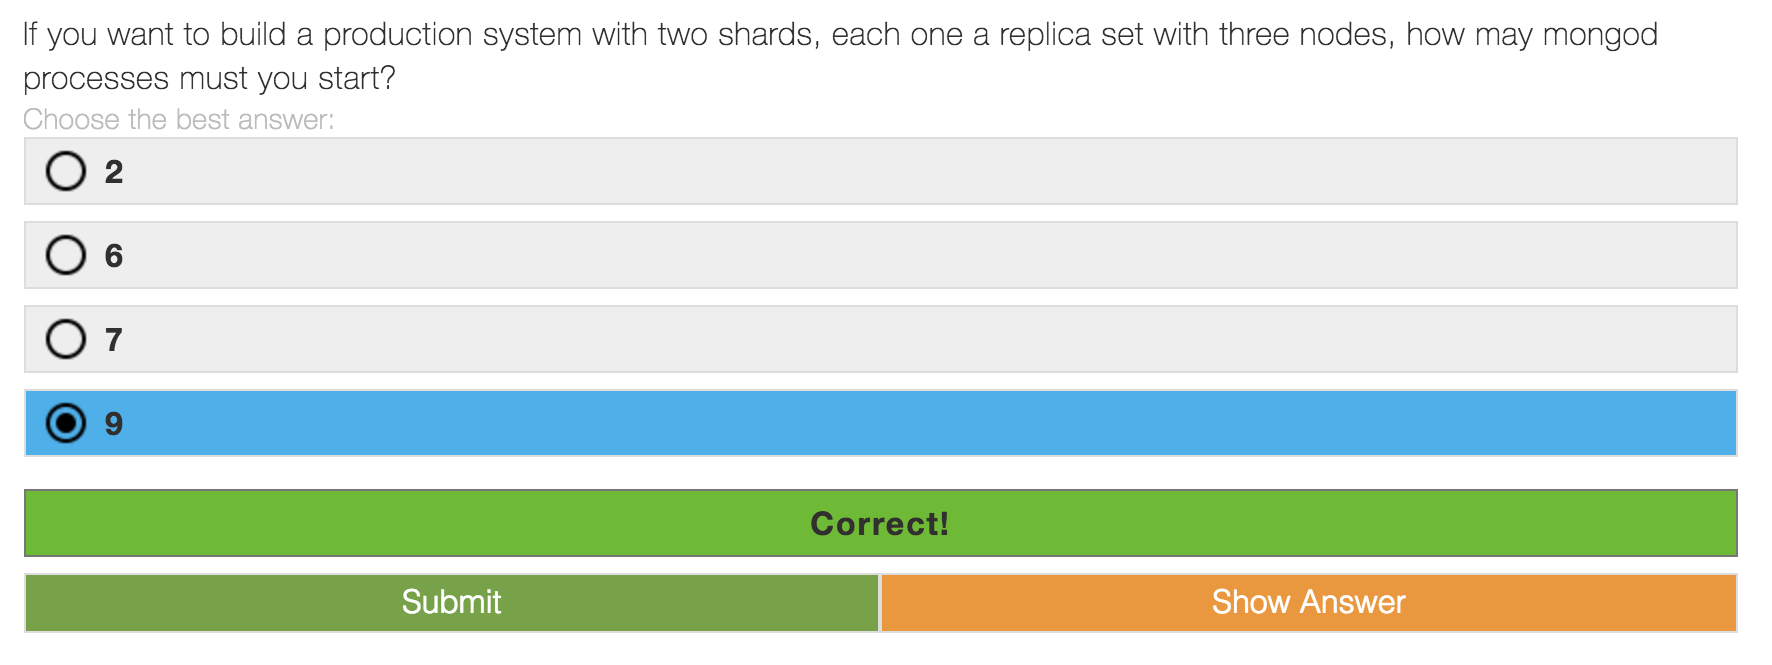 If you want to build a production system with two shards, each one a replica set with three nodes, how may mongod
processes must you start?
Choose the best answer:
2
6
7
9
Correct!
Submit
Show Answer